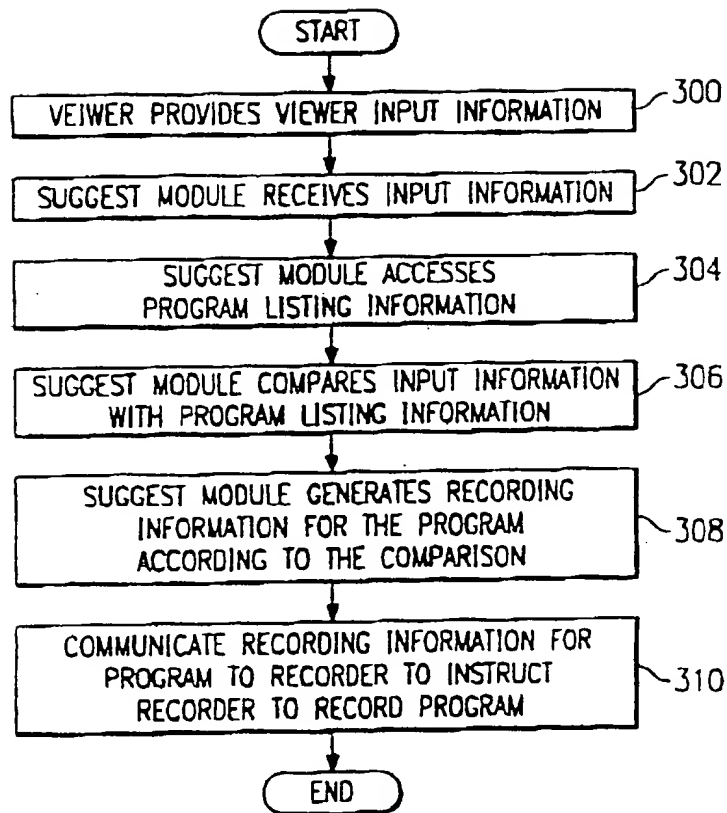 START
VEIWER PROVIDES VIEWER INPUT INFORMATION
300
SUGGEST MODULE RECEIVES INPUT INFORMATION
302
SUGGEST MODULE ACCESSES
PROGRAM LISTING INFORMATION
304
SUGGEST MODULE COMPARES INPUT INFORMATION
WITH PROGRAM LISTING INFORMATION
306
SUGGEST MODULE GENERATES RECORDING
INFORMATION FOR THE PROGRAM
ACCORDING TO THE COMPARISON
308
COMMUNICATE RECORDING INFORMATION FOR
PROGRAM TO RECORDER TO INSTRUCT
RECORDER TO RECORD PROGRAM
310
END